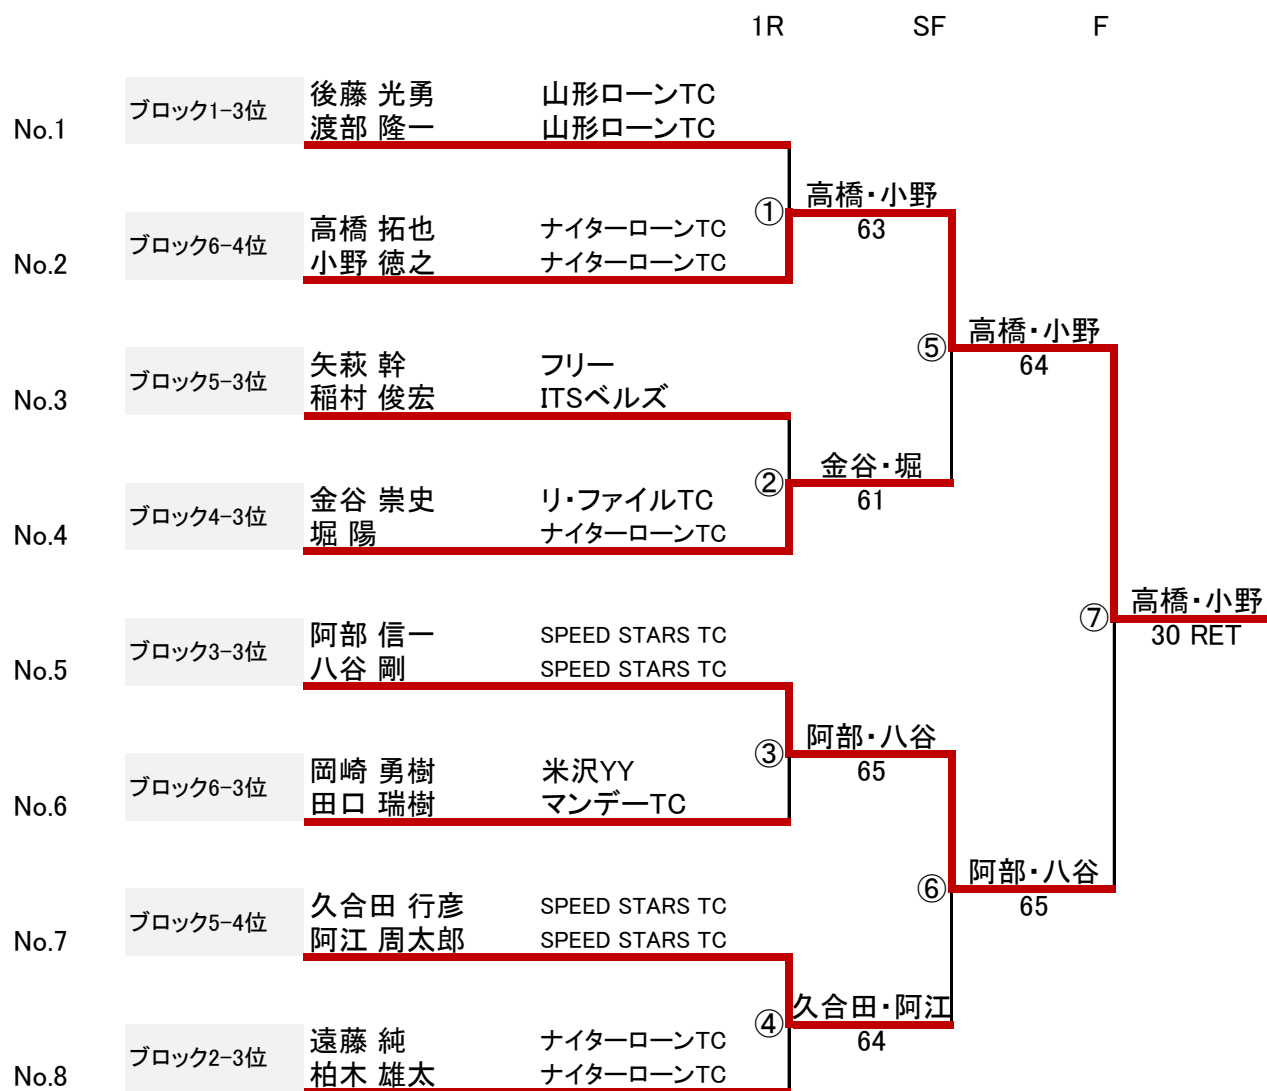 1R SF F
ブロック1-3位 後藤 光勇 山形ローンTC
No.1 渡部 隆一 山形ローンTC
① 高橋・小野
63
ブロック6-4位 高橋 拓也 ナイターローンTC
No.2 小野 徳之 ナイターローンTC
⑤ 高橋・小野
64
ブロック5-3位 矢萩 幹 フリー
No.3 稲村 俊宏 ITSベルズ
② 金谷・堀
61
ブロック4-3位 金谷 崇史 リ・ファイルTC
No.4 堀 陽 ナイターローンTC
⑦ 高橋・小野
30 RET
ブロック3-3位 阿部 信一 SPEED STARS TC
No.5 八谷 剛 SPEED STARS TC
③ 阿部・八谷
65
ブロック6-3位 岡崎 勇樹 米沢YY
No.6 田口 瑞樹 マンデーTC
⑥ 阿部・八谷
65
ブロック5-4位 久合田 行彦 SPEED STARS TC
No.7 阿江 周太郎 SPEED STARS TC
④ 久合田・阿江
64
ブロック2-3位 遠藤 純 ナイターローンTC
No.8 柏木 雄太 ナイターローンTC